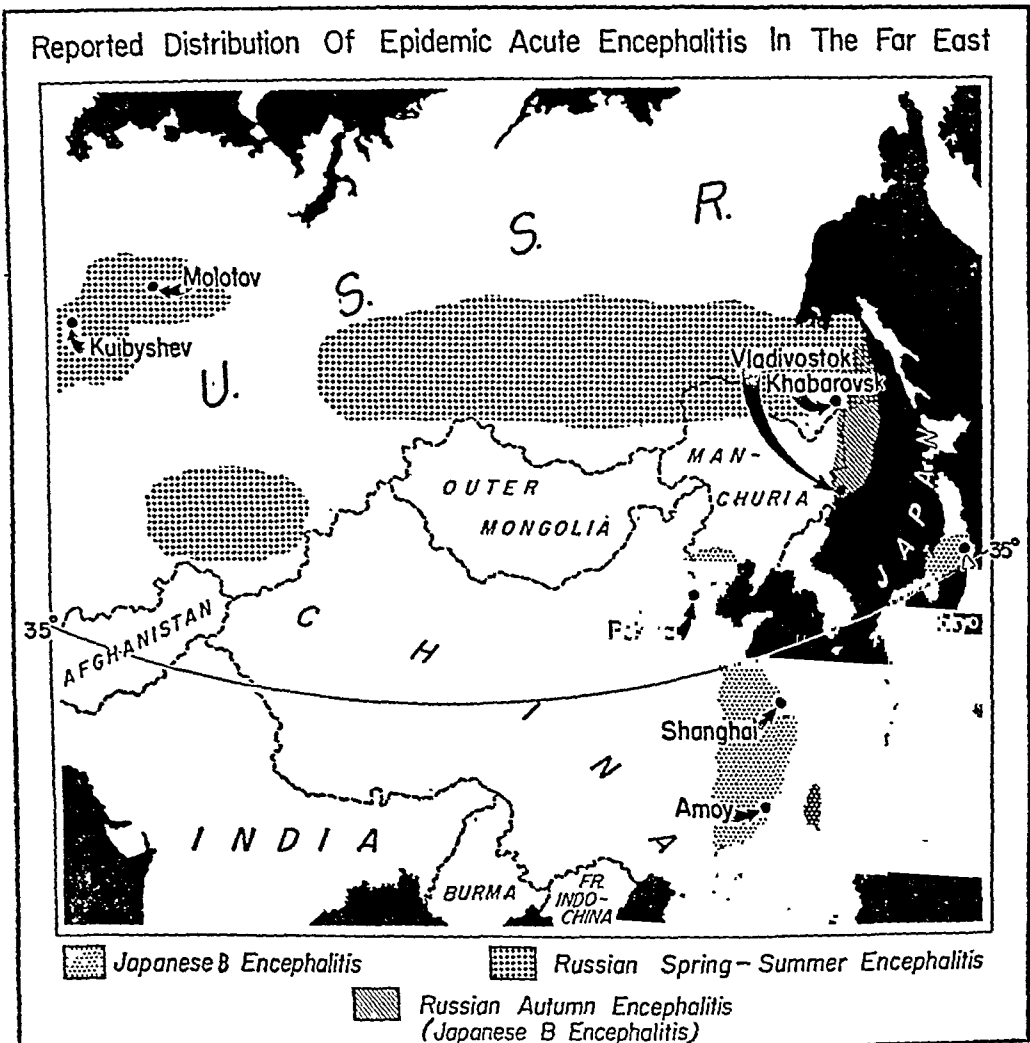 Reported Distribution Of Epidemic Acute Encephalitis In The Far East
U. S. S. R.
Molotov
Kuibyshev
Vladivostok
Khabarovsk
OUTER
MONGOLIA
MAN-
CHURIA
JAPAN
35°
35°
AFGHANISTAN
CHINA
Shanghai
Amoy
INDIA
BURMA
FR.
INDO-
CHINA
Japanese B Encephalitis
Russian Spring-Summer Encephalitis
Russian Autumn Encephalitis
(Japanese B Encephalitis)